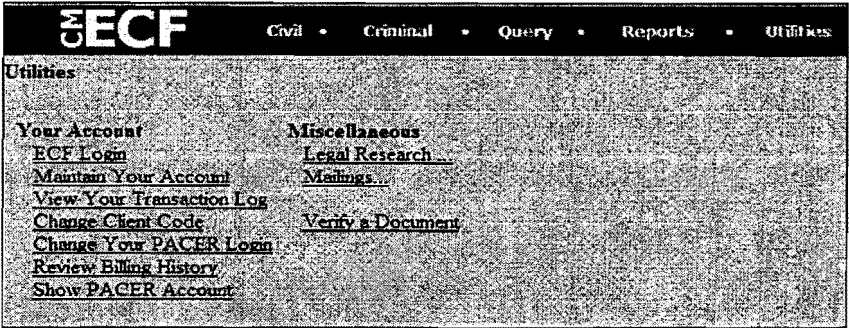 CM ECF Civil • Criminal • Query • Reports • Utilities
Utilities
Your Account Miscellaneous
ECF Login Legal Research ...
Maintain Your Account Mailings...
View Your Transaction Log
Change Client Code Verify a Document
Change Your PACER Login
Review Billing History
Show PACER Account